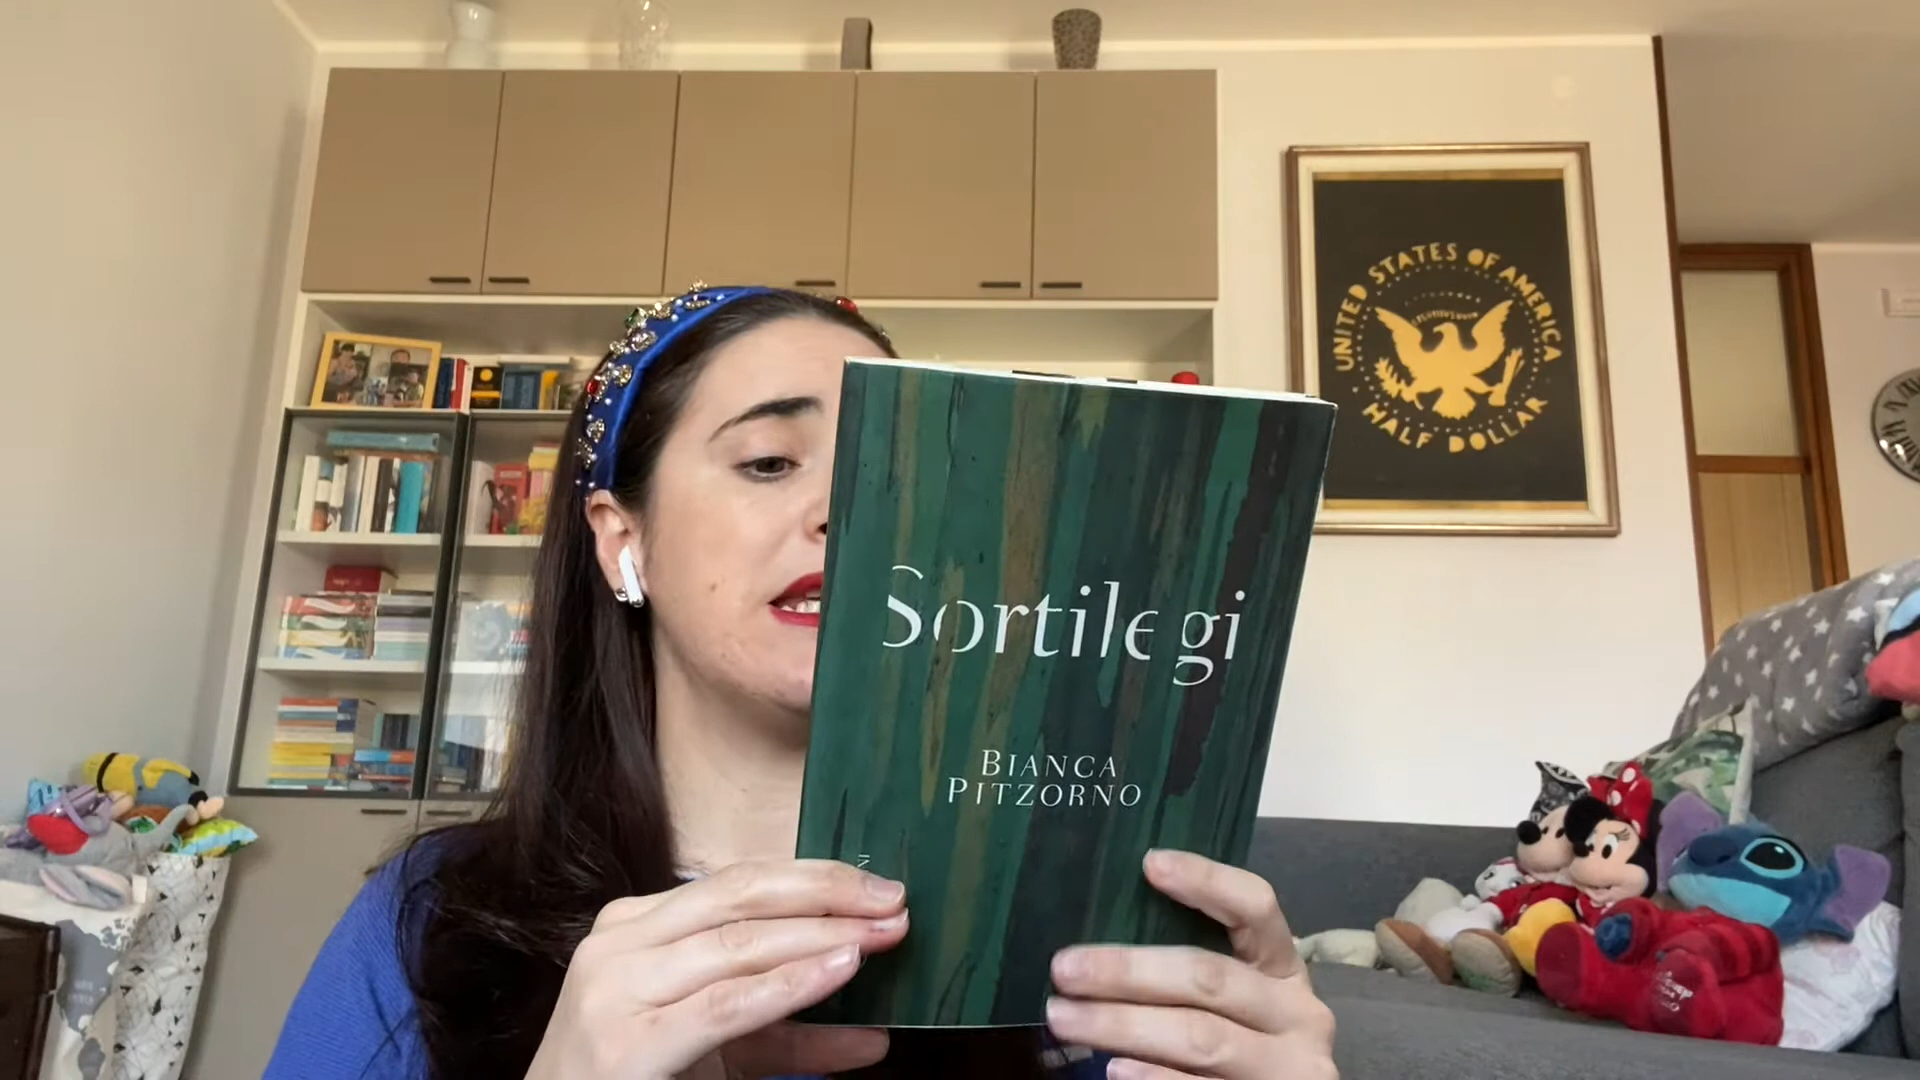 Sortilegi
BIANCA
PITZORNO
UNITED STATES OF AMERICA
HALF DOLLAR